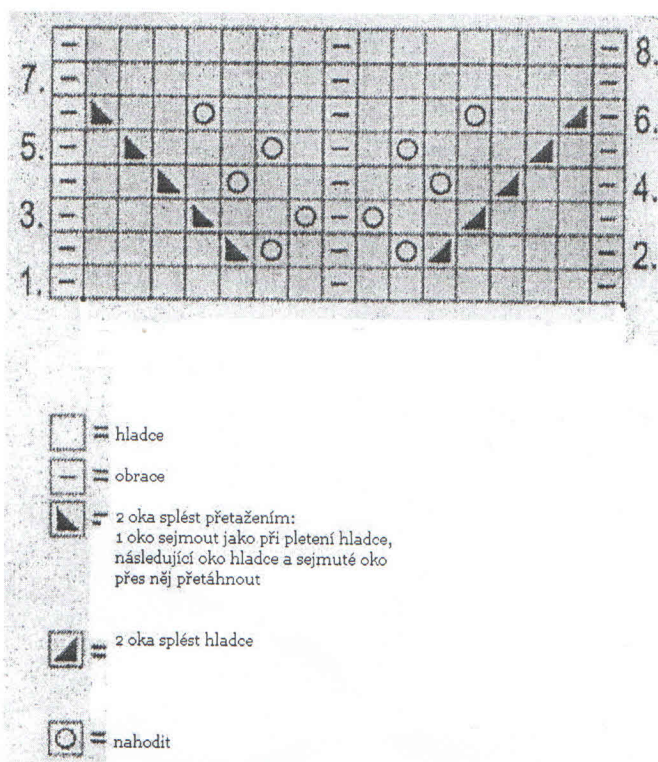 8.
7.
6.
5.
4.
3.
2.
1.
= hladce
= obrace
= 2 oka splést přetažením:
1 oko sejmout jako při pletení hladce,
následující oko hladce a sejmuté oko
přes něj přetáhnout
= 2 oka splést hladce
= nahodit